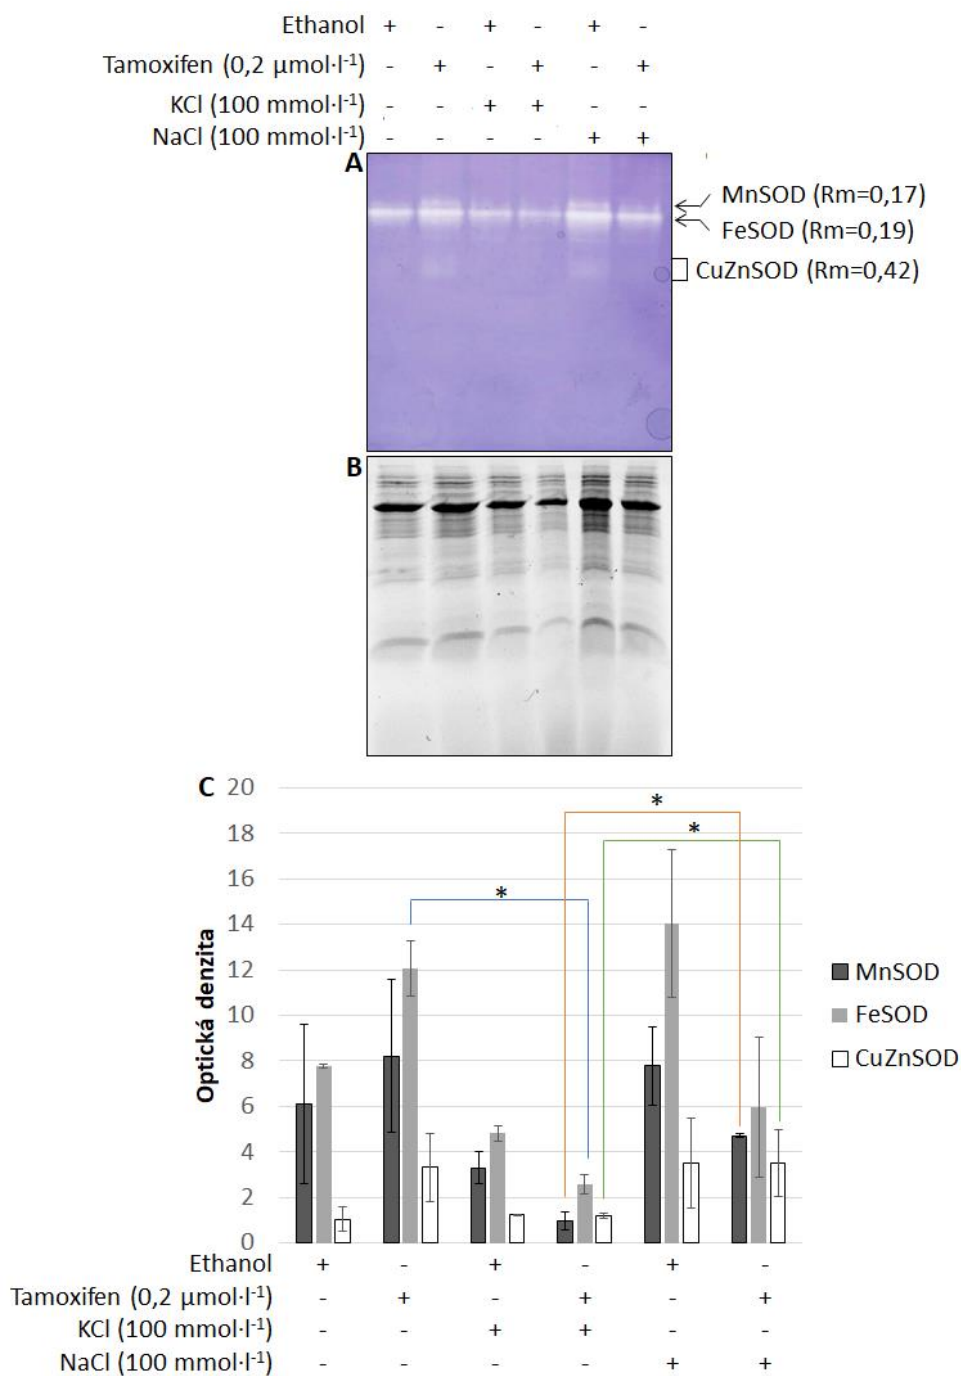 Ethanol + - + - + -
Tamoxifen (0,2 µmol·l⁻¹) - + - + - +
KCl (100 mmol·l⁻¹) - - + + - -
NaCl (100 mmol·l⁻¹) - - - - + +
A
MnSOD (Rm=0,17)
FeSOD (Rm=0,19)
CuZnSOD (Rm=0,42)
B
C
20
18
16
14
12
10
8
6
4
2
0
Optická denzita
*
*
*
MnSOD
FeSOD
CuZnSOD
Ethanol + - + - + -
Tamoxifen (0,2 µmol·l⁻¹) - + - + - +
KCl (100 mmol·l⁻¹) - - + + - -
NaCl (100 mmol·l⁻¹) - - - - + +